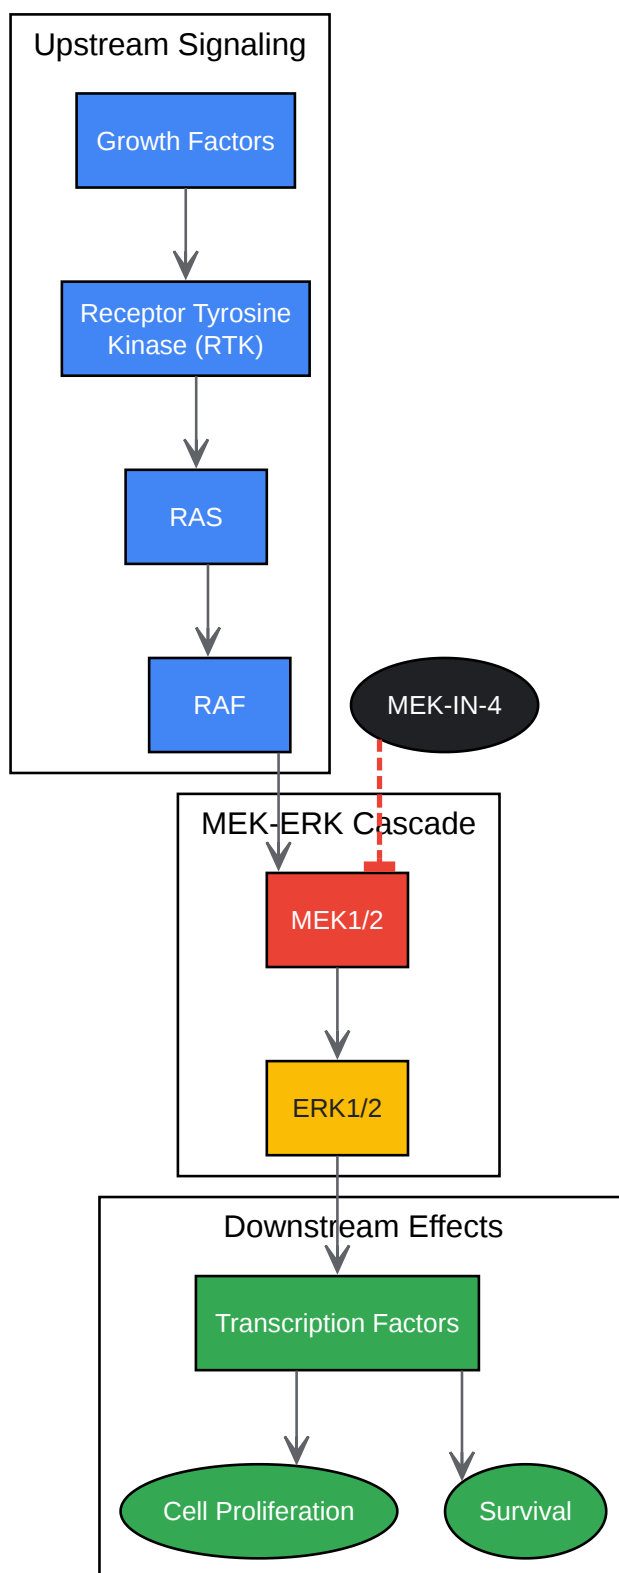 Upstream Signaling
Growth Factors
Receptor Tyrosine
Kinase (RTK)
RAS
RAF
MEK-IN-4
MEK-ERK Cascade
MEK1/2
ERK1/2
Downstream Effects
Transcription Factors
Cell Proliferation
Survival